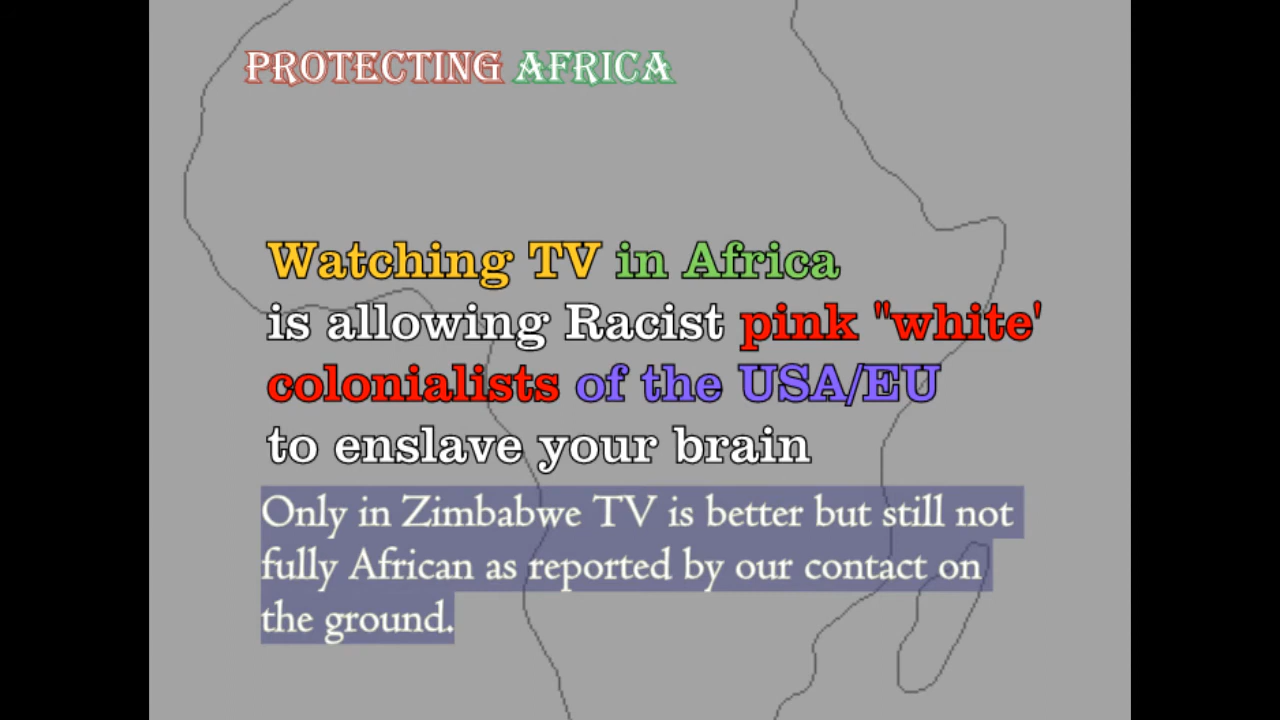 PROTECTING AFRICA
Watching TV in Africa
is allowing Racist pink "white'
colonialists of the USA/EU
to enslave your brain
Only in Zimbabwe TV is better but still not
fully African as reported by our contact on
the ground.